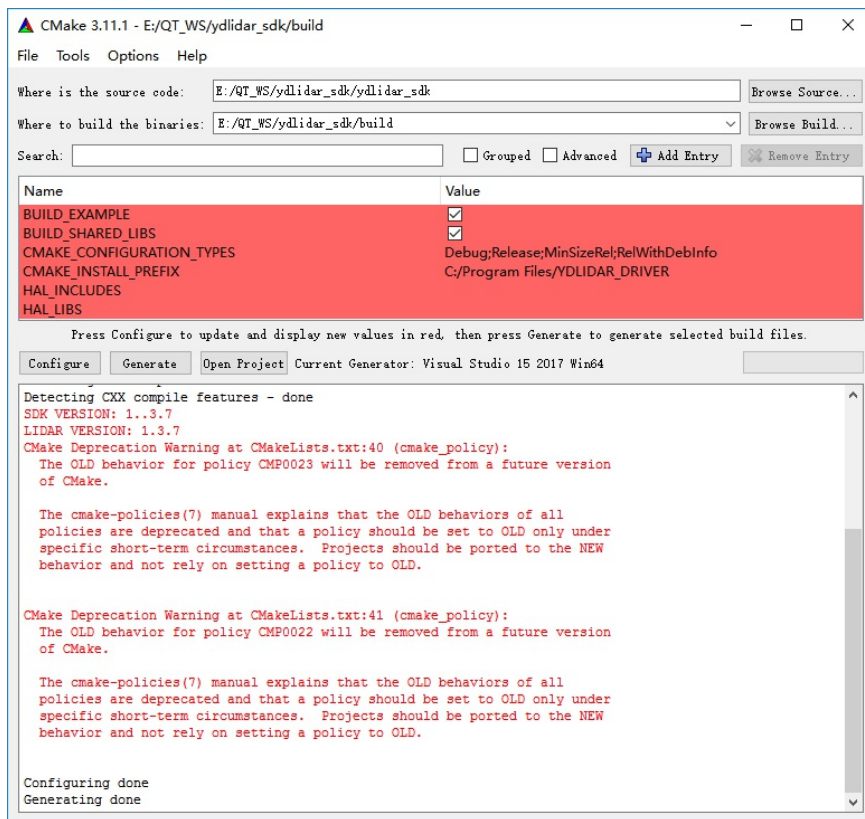 CMake 3.11.1 - E:/QT_WS/ydlidar_sdk/build
File Tools Options Help
Where is the source code: E:/QT_WS/ydlidar_sdk/ydlidar_sdk Browse Source...
Where to build the binaries: E:/QT_WS/ydlidar_sdk/build Browse Build...
Search: Grouped Advanced Add Entry Remove Entry
Name Value
BUILD_EXAMPLE
BUILD_SHARED_LIBS
CMAKE_CONFIGURATION_TYPES Debug;Release;MinSizeRel;RelWithDebInfo
CMAKE_INSTALL_PREFIX C:/Program Files/YDLIDAR_DRIVER
HAL_INCLUDES
HAL_LIBS
Press Configure to update and display new values in red, then press Generate to generate selected build files.
Configure Generate Open Project Current Generator: Visual Studio 15 2017 Win64
Detecting CXX compile features - done
SDK VERSION: 1..3.7
LIDAR VERSION: 1.3.7
CMake Deprecation Warning at CMakeLists.txt:40 (cmake_policy):
The OLD behavior for policy CMP0023 will be removed from a future version
of CMake.
The cmake-policies(7) manual explains that the OLD behaviors of all
policies are deprecated and that a policy should be set to OLD only under
specific short-term circumstances. Projects should be ported to the NEW
behavior and not rely on setting a policy to OLD.
CMake Deprecation Warning at CMakeLists.txt:41 (cmake_policy):
The OLD behavior for policy CMP0022 will be removed from a future version
of CMake.
The cmake-policies(7) manual explains that the OLD behaviors of all
policies are deprecated and that a policy should be set to OLD only under
specific short-term circumstances. Projects should be ported to the NEW
behavior and not rely on setting a policy to OLD.
Configuring done
Generating done